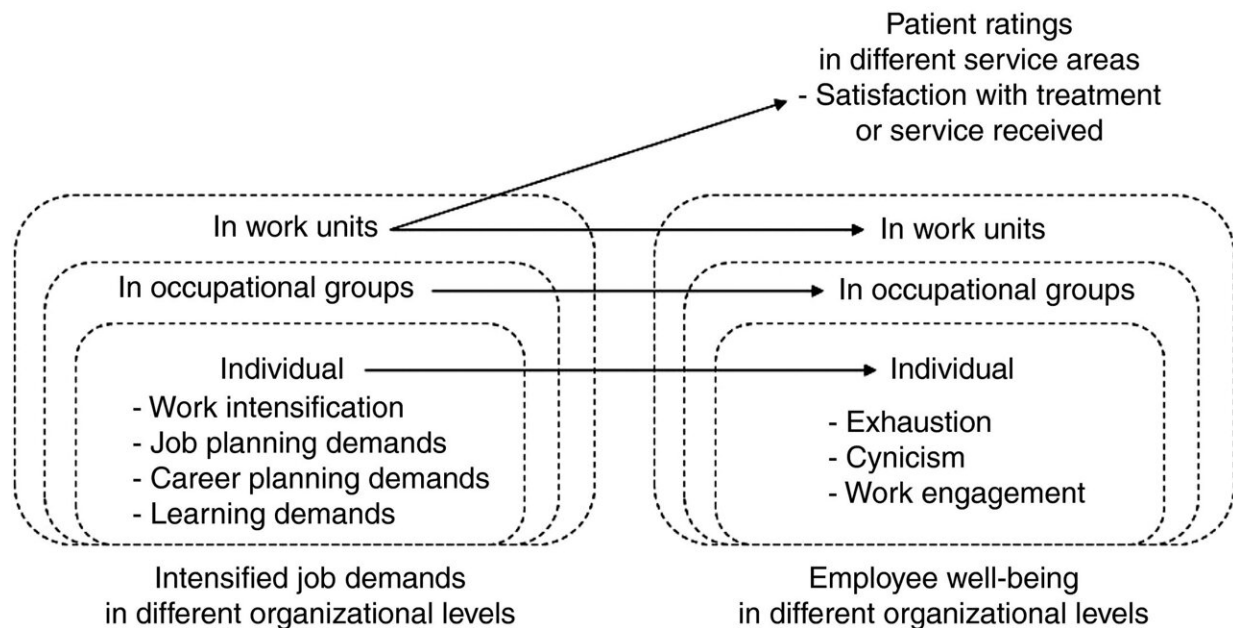 Patient ratings
in different service areas
- Satisfaction with treatment
or service received
In work units
In occupational groups
Individual
- Work intensification
- Job planning demands
- Career planning demands
- Learning demands
Intensified job demands
in different organizational levels
In work units
In occupational groups
Individual
- Exhaustion
- Cynicism
- Work engagement
Employee well-being
in different organizational levels